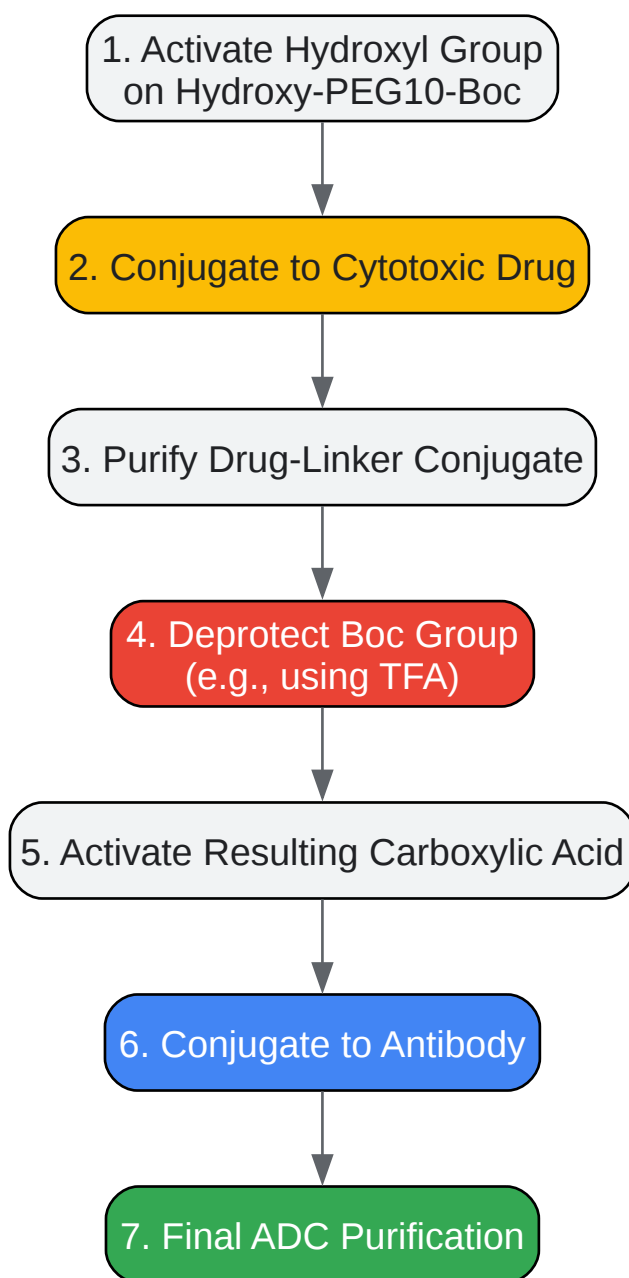 1. Activate Hydroxyl Group
on Hydroxy-PEG10-Boc
2. Conjugate to Cytotoxic Drug
3. Purify Drug-Linker Conjugate
4. Deprotect Boc Group
(e.g., using TFA)
5. Activate Resulting Carboxylic Acid
6. Conjugate to Antibody
7. Final ADC Purification